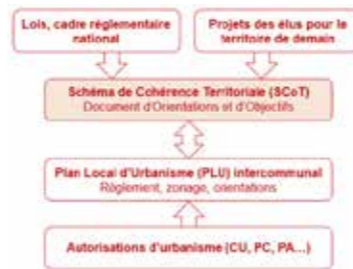 Lois, cadre réglementaire
national
Projets des élus pour le
territoire de demain
Schéma de Cohérence Territoriale (SCoT)
Document d'Orientations et d'Objectifs
Plan Local d'Urbanisme (PLU) intercommunal
Règlement, zonage, orientations
Autorisations d'urbanisme (CU, PC, PA...)